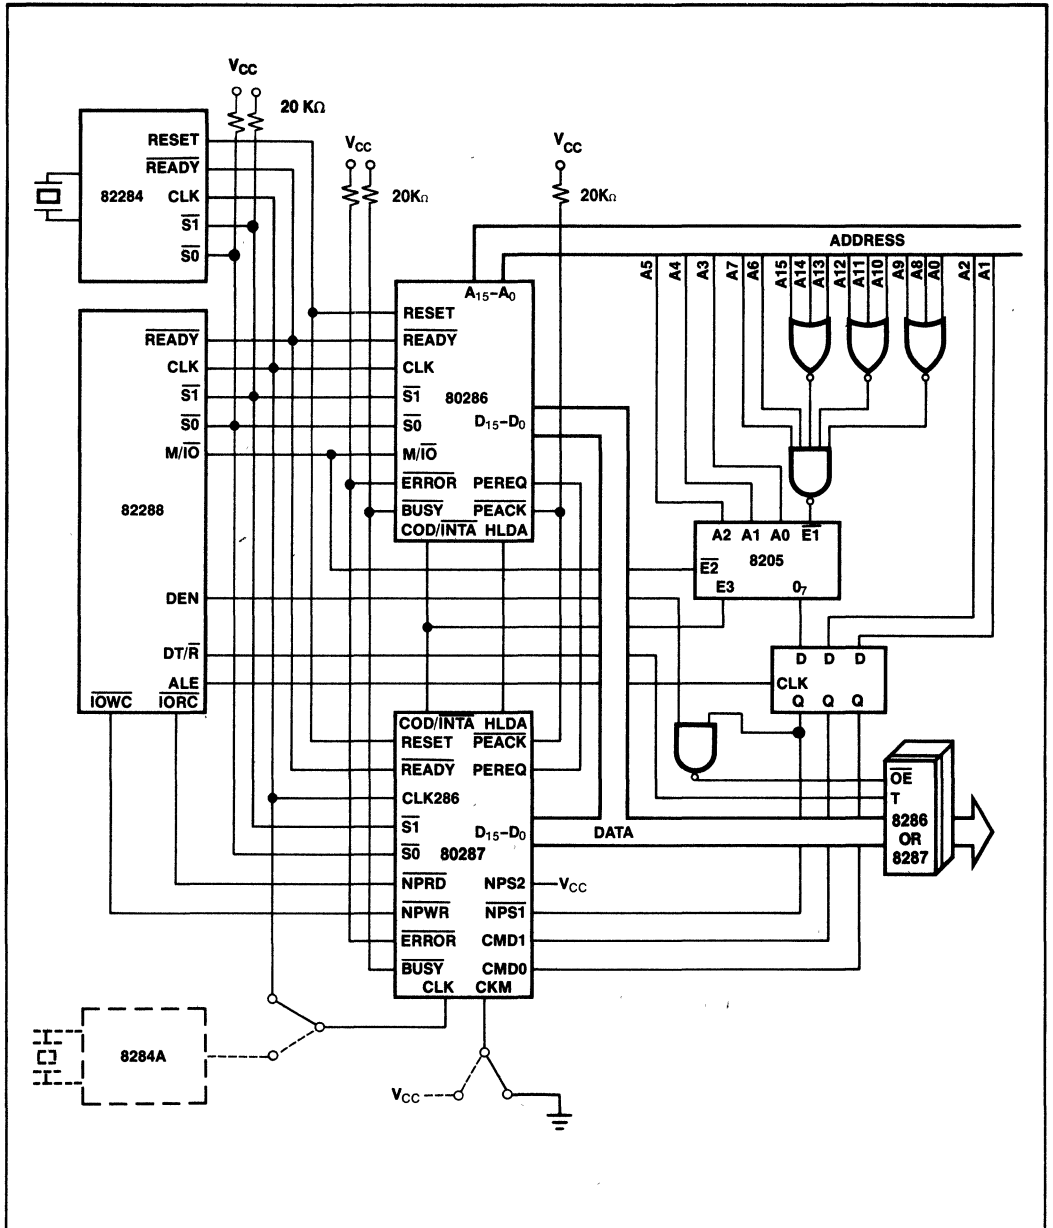 VCC
20 KΩ
RESET
READY
82284
CLK
S1
S0
VCC
20KΩ
VCC
20KΩ
ADDRESS
A5
A4
A3
A7
A6
A15
A14
A13
A12
A11
A10
A9
A8
A0
A2
A1
READY
CLK
S1
S0
M/IO
82288
DEN
DT/R
ALE
IOWC
IORC
A15–A0
RESET
READY
CLK
80286
S1
D15–D0
S0
M/IO
ERROR
PEREQ
BUSY
PEACK
COD/INTA HLDA
A2 A1 A0 E1
8205
E2
E3
07
D D D
CLK
Q Q Q
COD/INTA HLDA
RESET
PEACK
READY
PEREQ
CLK286
S1
D15–D0
S0
80287
NPRD
NPS2
VCC
NPWR
NPS1
ERROR
CMD1
BUSY
CMD0
CLK
CKM
DATA
OE
T
8286
OR
8287
8284A
VCC